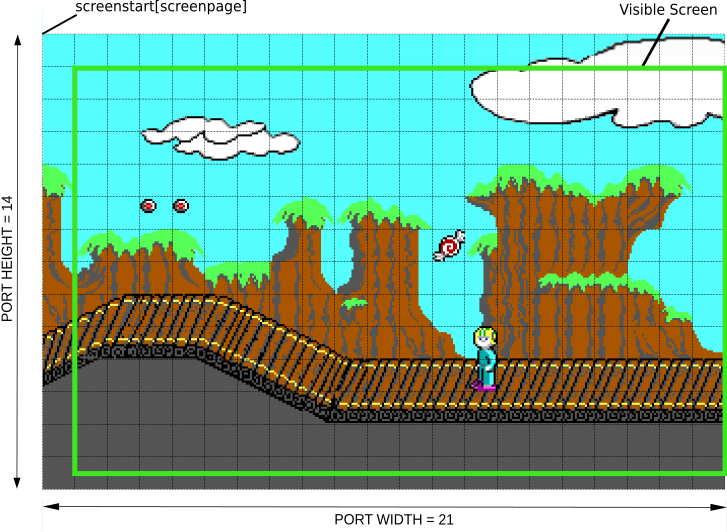 screenstart[screenpage]
Visible Screen
PORT HEIGHT = 14
PORT WIDTH = 21